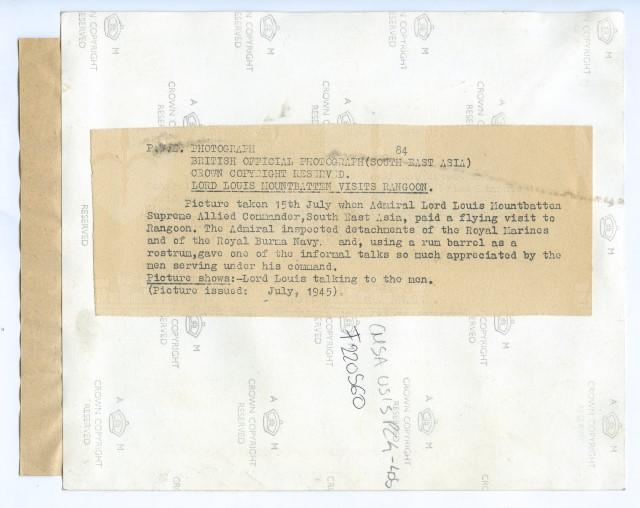 PHOTOGRAPH 84
BRITISH OFFICIAL PHOTOGRAPH(SOUTH EAST ASIA)
CROWN COPYRIGHT RESERVED.
LORD LOUIS MOUNTBATTEN VISITS RANGOON.
Picture taken 15th July when Admiral Lord Louis Mountbatten
Supreme Allied Commander,South East Asia, paid a flying visit to
Rangoon. The Admiral inspected detachments of the Royal Marines
and of the Royal Burma Navy. and, using a rum barrel as a
rostrum,gave one of the informal talks so much appreciated by the
men serving under his command.
Picture shows:-Lord Louis talking to the men.
(Picture issued: July, 1945).
CROWN COPYRIGHT
RESERVED
A M